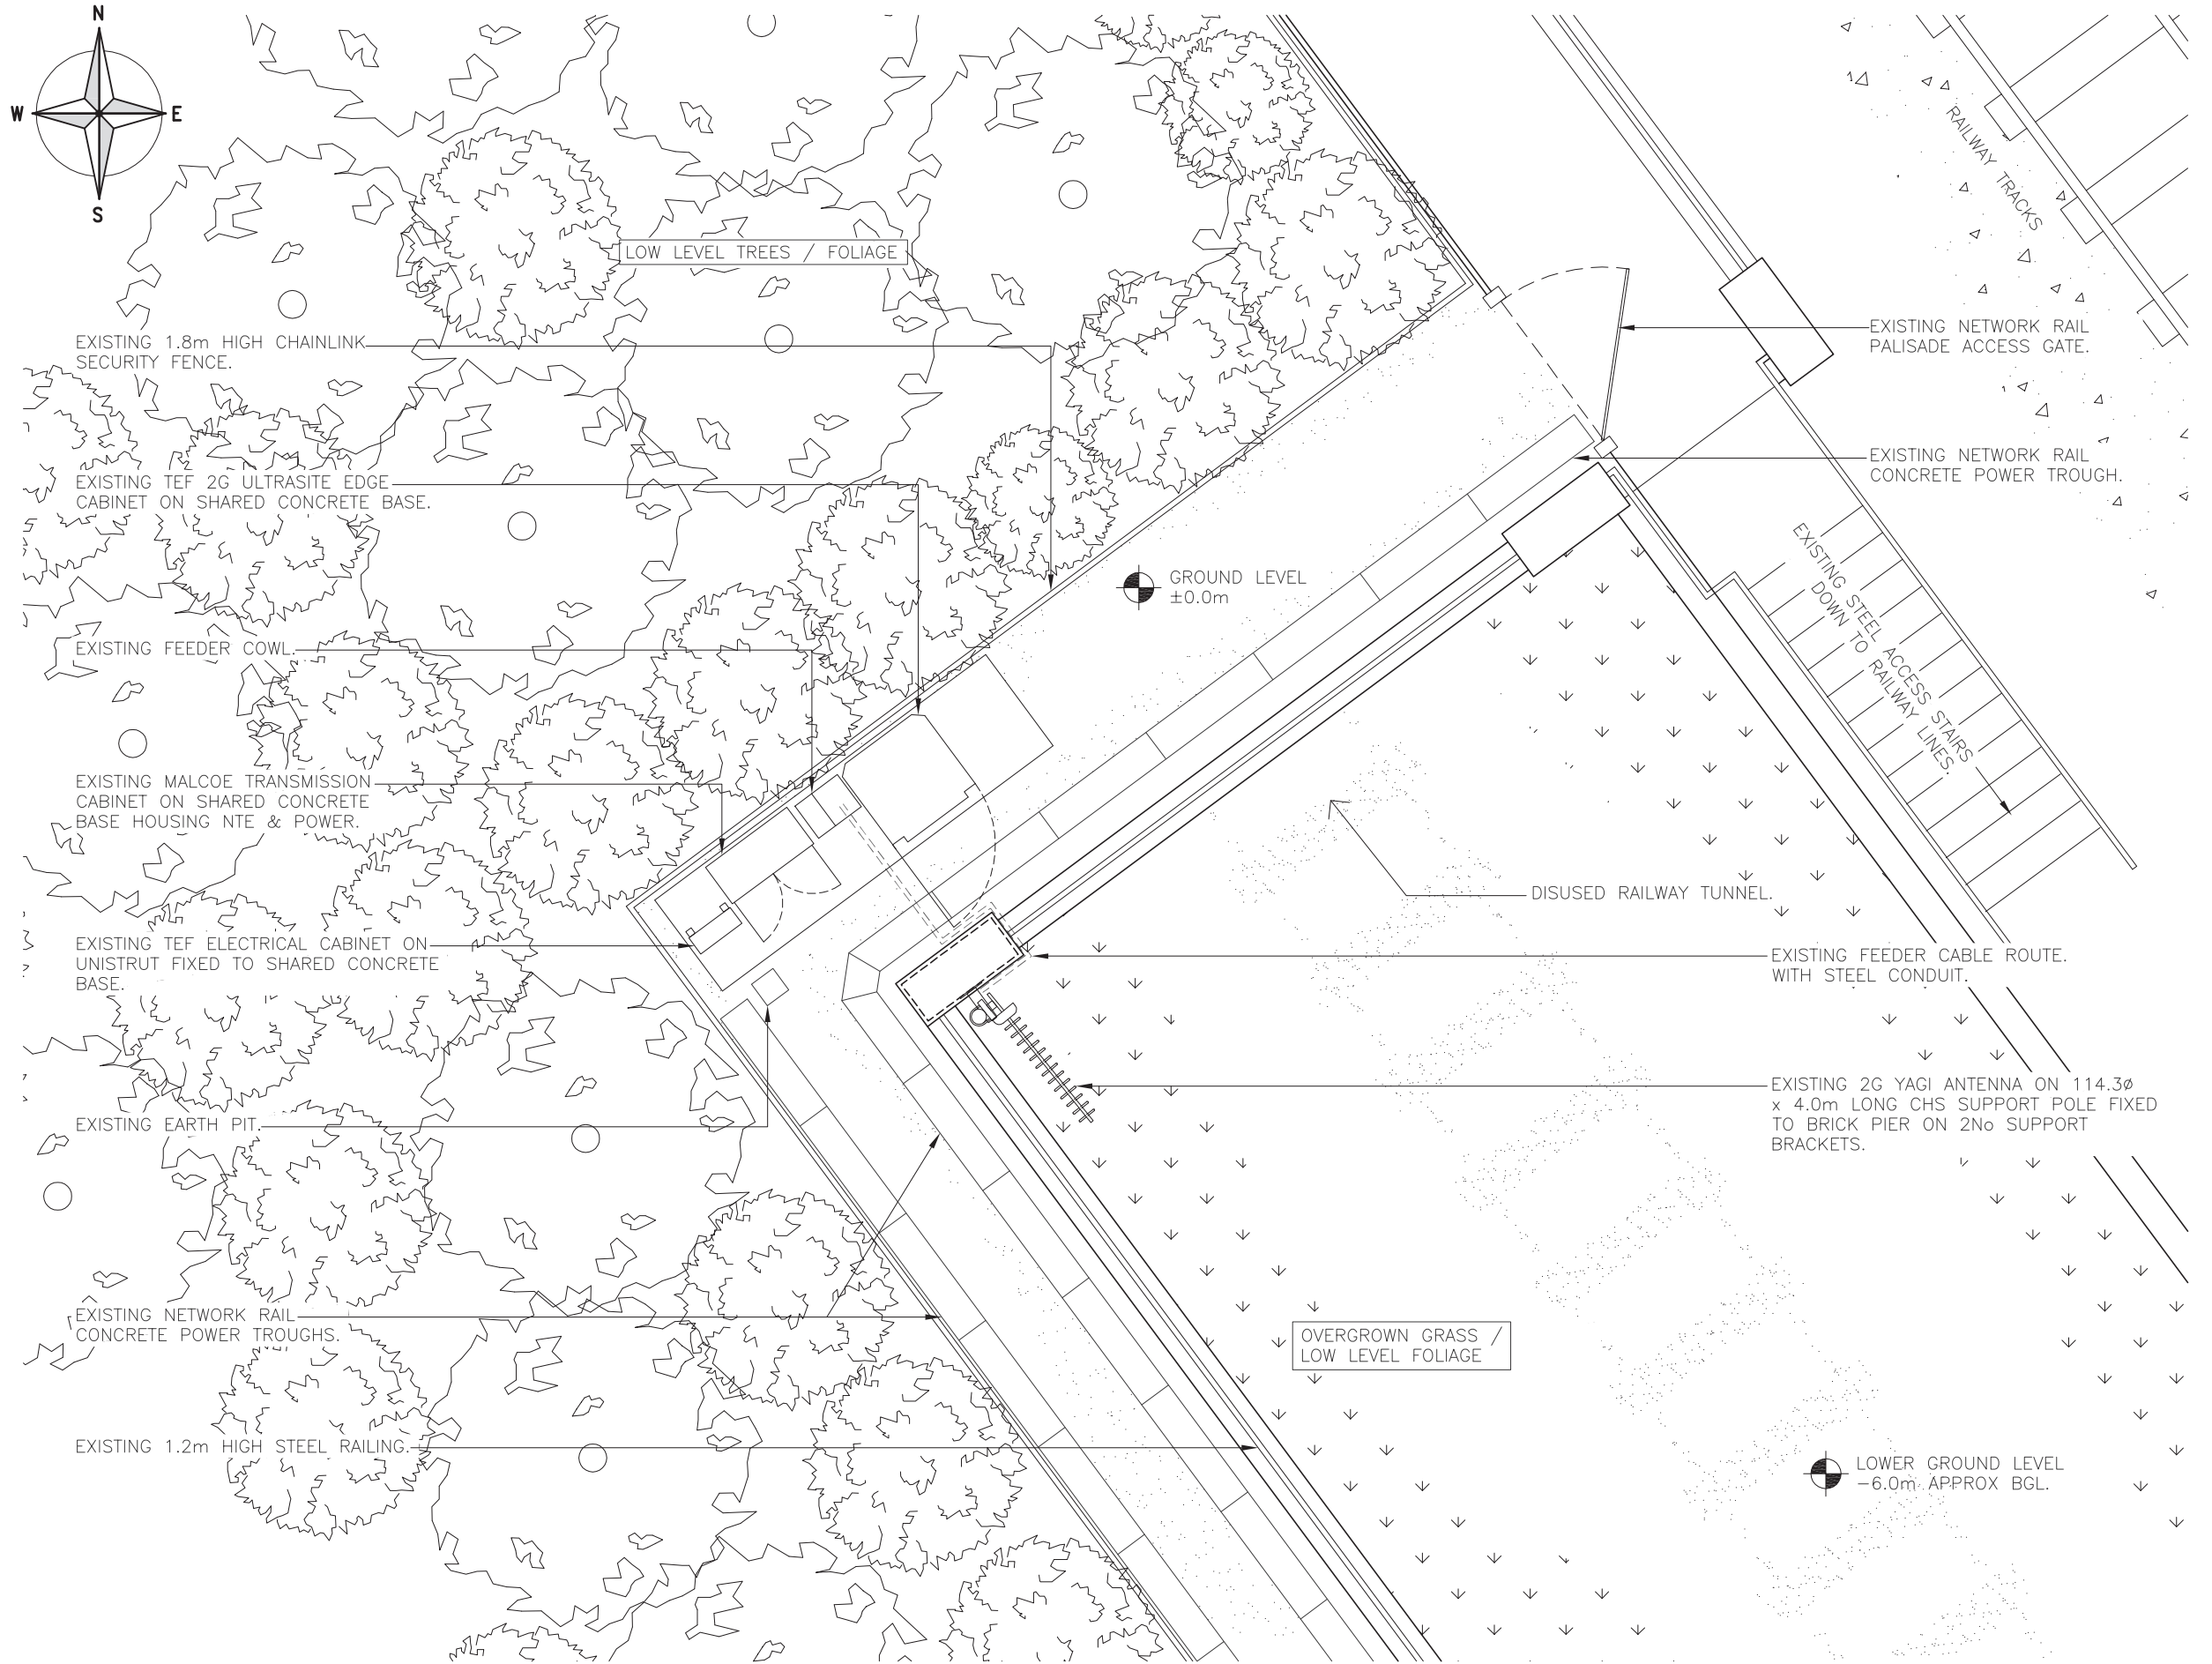 N
W
E
S
LOW LEVEL TREES / FOLIAGE
EXISTING 1.8m HIGH CHAINLINK
SECURITY FENCE.
EXISTING TEF 2G ULTRASITE EDGE
CABINET ON SHARED CONCRETE BASE.
EXISTING FEEDER COWL.
EXISTING MALCOE TRANSMISSION
CABINET ON SHARED CONCRETE
BASE HOUSING NTE & POWER.
EXISTING TEF ELECTRICAL CABINET ON
UNISTRUT FIXED TO SHARED CONCRETE
BASE.
EXISTING EARTH PIT.
EXISTING NETWORK RAIL
CONCRETE POWER TROUGHS.
EXISTING 1.2m HIGH STEEL RAILING.
GROUND LEVEL
±0.0m
RAILWAY TRACKS
EXISTING NETWORK RAIL
PALISADE ACCESS GATE.
EXISTING NETWORK RAIL
CONCRETE POWER TROUGH.
EXISTING STEEL ACCESS STAIRS
DOWN TO RAILWAY LINES.
DISUSED RAILWAY TUNNEL.
EXISTING FEEDER CABLE ROUTE.
WITH STEEL CONDUIT.
EXISTING 2G YAGI ANTENNA ON 114.3ø
x 4.0m LONG CHS SUPPORT POLE FIXED
TO BRICK PIER ON 2No SUPPORT
BRACKETS.
OVERGROWN GRASS /
LOW LEVEL FOLIAGE
LOWER GROUND LEVEL
−6.0m APPROX BGL.